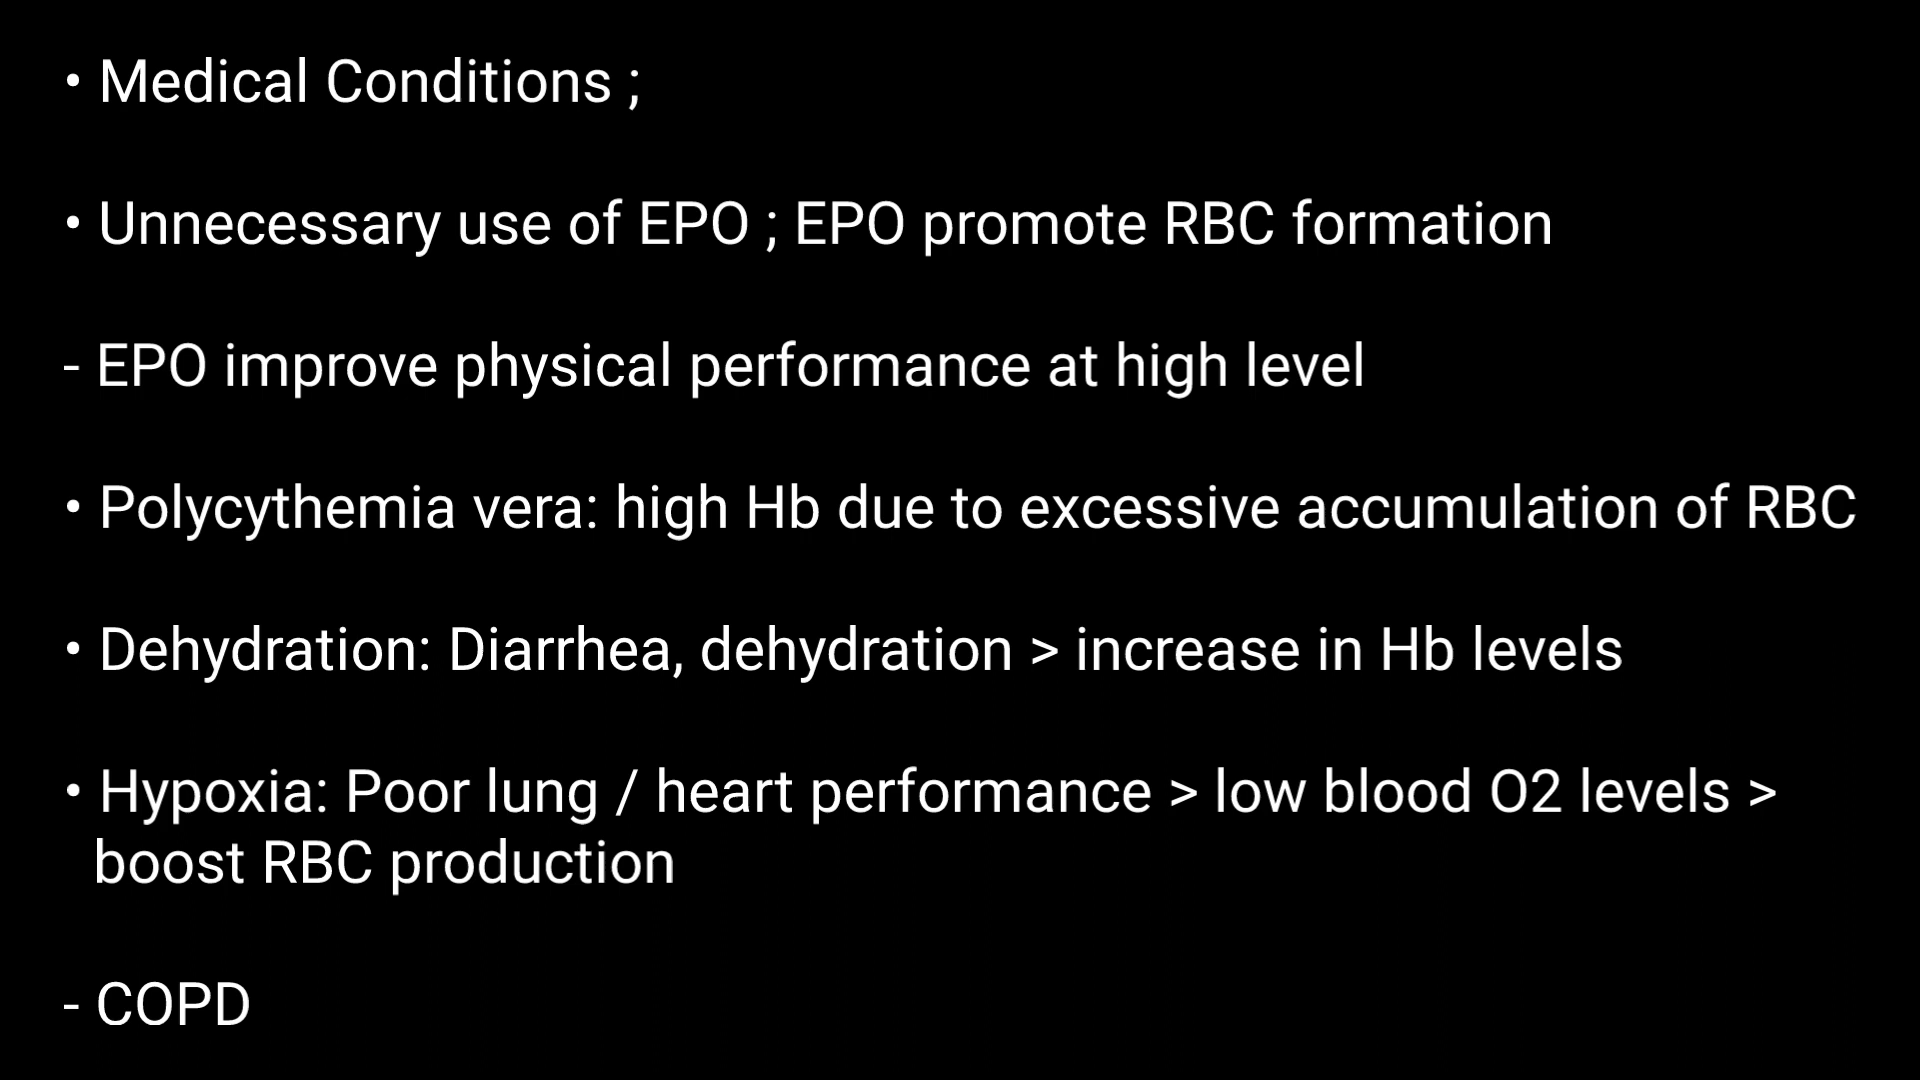 • Medical Conditions ;
• Unnecessary use of EPO ; EPO promote RBC formation
- EPO improve physical performance at high level
• Polycythemia vera: high Hb due to excessive accumulation of RBC
• Dehydration: Diarrhea, dehydration > increase in Hb levels
• Hypoxia: Poor lung / heart performance > low blood O2 levels >
boost RBC production
- COPD